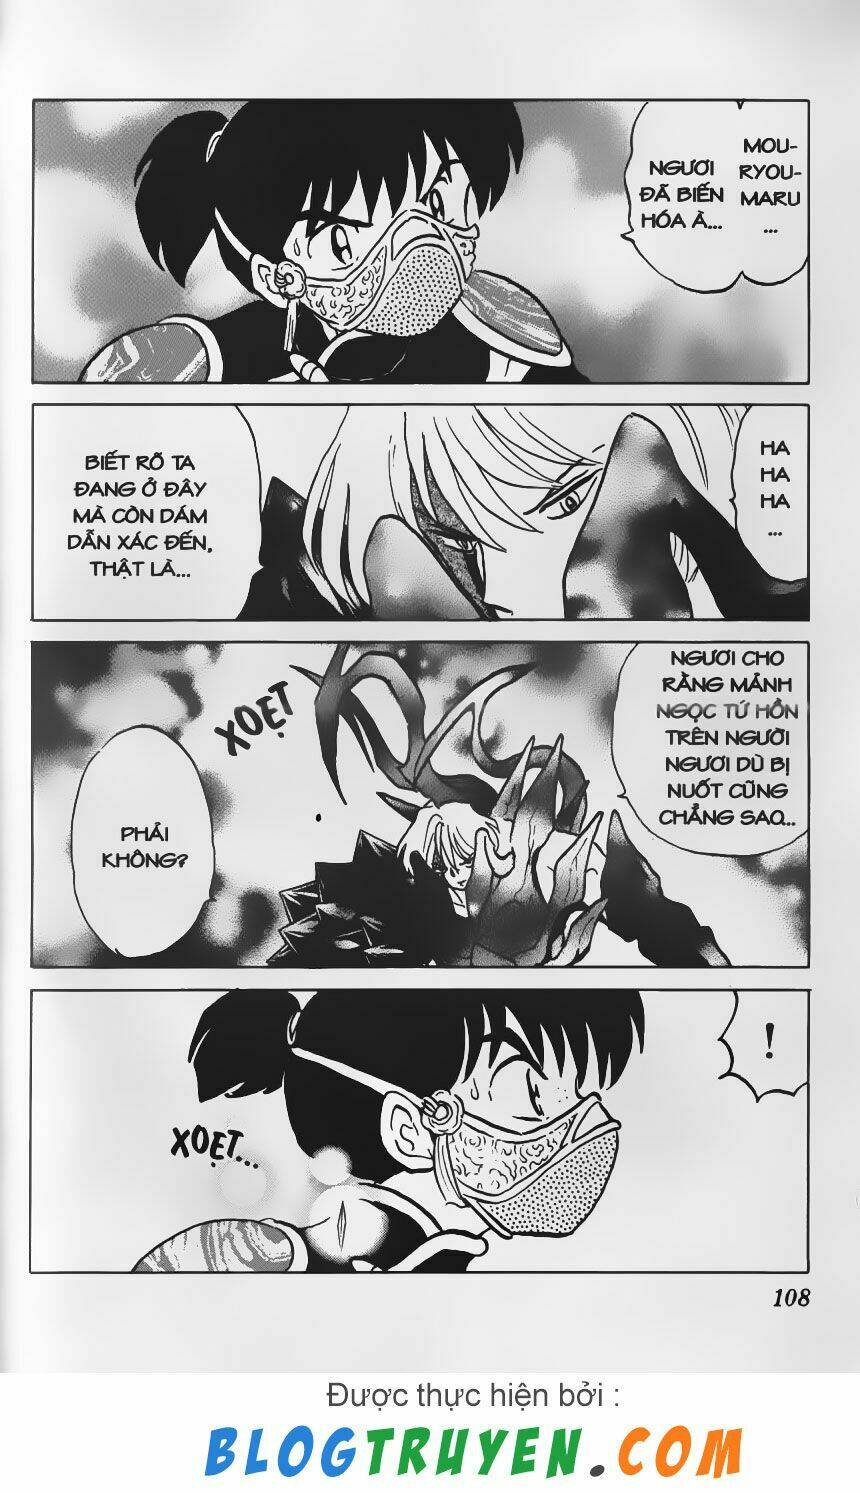 MOU-
RYOU-
MARU
...
NGƯƠI
ĐÃ BIẾN
HÓA À...
HA
HA
HA
...
BIẾT RÕ TA
ĐANG Ở ĐÂY
MÀ CÒN DÁM
DẪN XÁC ĐẾN,
THẬT LÀ...
NGƯƠI CHO
RẰNG MẢNH
NGỌC TỨ HỒN
TRÊN NGƯỜI
NGƯƠI DÙ BỊ
NUỐT CŨNG
CHẲNG SAO...
XOẸT
PHẢI
KHÔNG?
!
XOẸT...
108
Được thực hiện bởi :
BLOGTRUYEN.COM